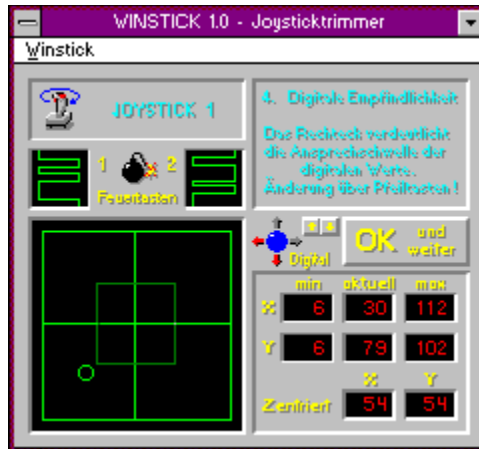 WINSTICK 1.0 - Joysticktrimmer
Winstick
JOYSTICK 1
4. Digitale Empfindlichkeit
Das Rechteck verdeutlicht
die Ansprechschwelle der
digitalen Werte.
Änderung über Pfeiltasten !
1 2
Feuertasten
Digital
OK und
weiter
min aktuell max
X 6 30 112
Y 6 79 102
X Y
Zentriert 54 54